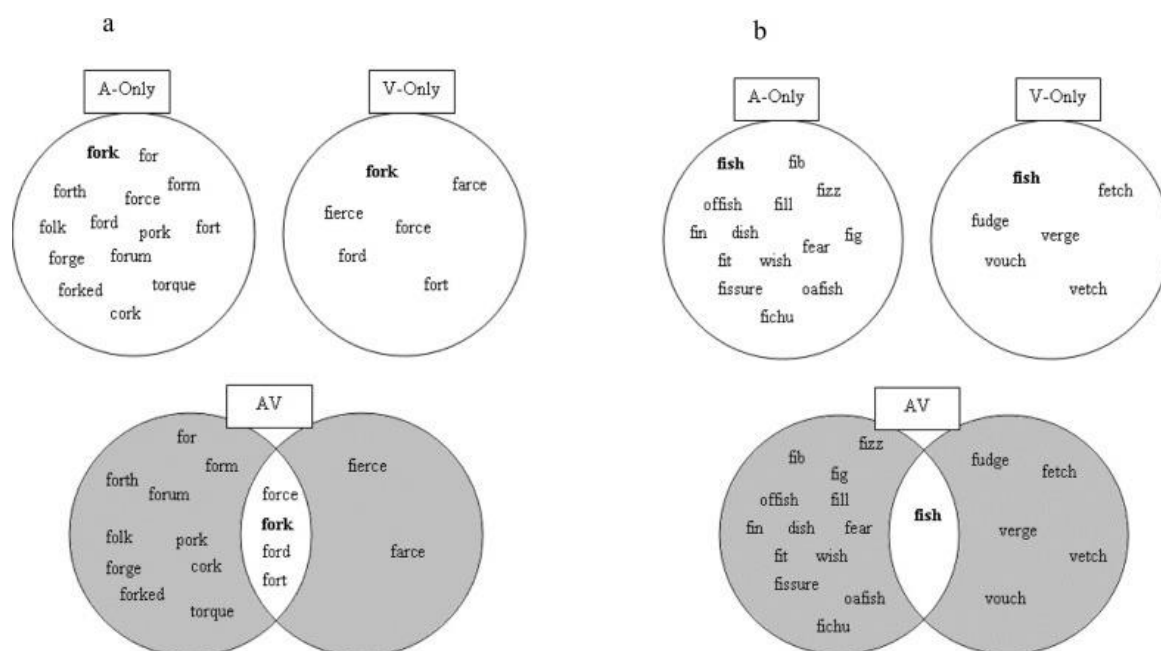 a
A-Only
fork for
forth form
force
folk ford pork fort
forge forum
forked torque
cork
V-Only
fork
farce
fierce
force
ford
fort
AV
for
form
forth
forum
folk pork
forge cork
forked
torque
force
fork
ford
fort
fierce
farce
b
A-Only
fish fib
fizz
offish fill
fin dish fear fig
fit wish
fissure oafish
fichu
V-Only
fish
fetch
fudge
verge
vouch
vetch
AV
fizz
fib
fig
offish fill
fin dish fear
fit wish
fissure
oafish
fichu
fish
fudge
fetch
verge
vetch
vouch